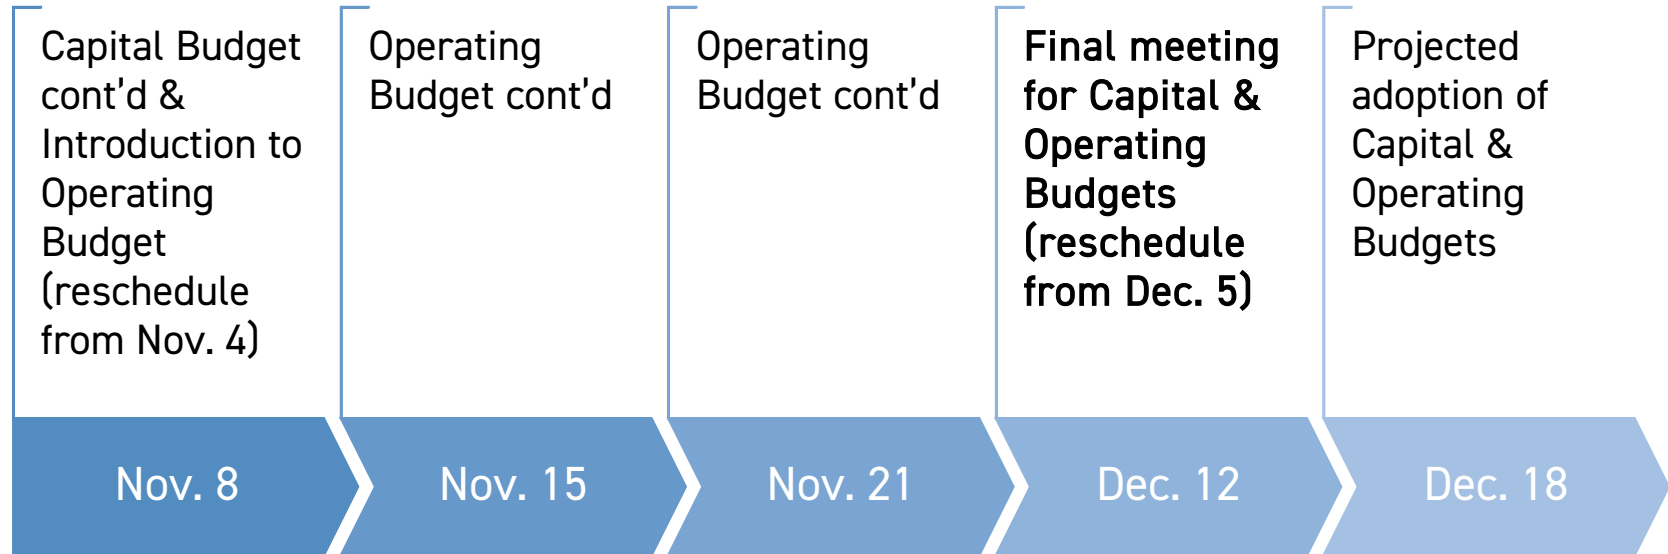 Capital Budget
cont'd &
Introduction to
Operating
Budget
(reschedule
from Nov. 4)
Operating
Budget cont'd
Operating
Budget cont'd
Final meeting
for Capital &
Operating
Budgets
(reschedule
from Dec. 5)
Projected
adoption of
Capital &
Operating
Budgets
Nov. 8
Nov. 15
Nov. 21
Dec. 12
Dec. 18